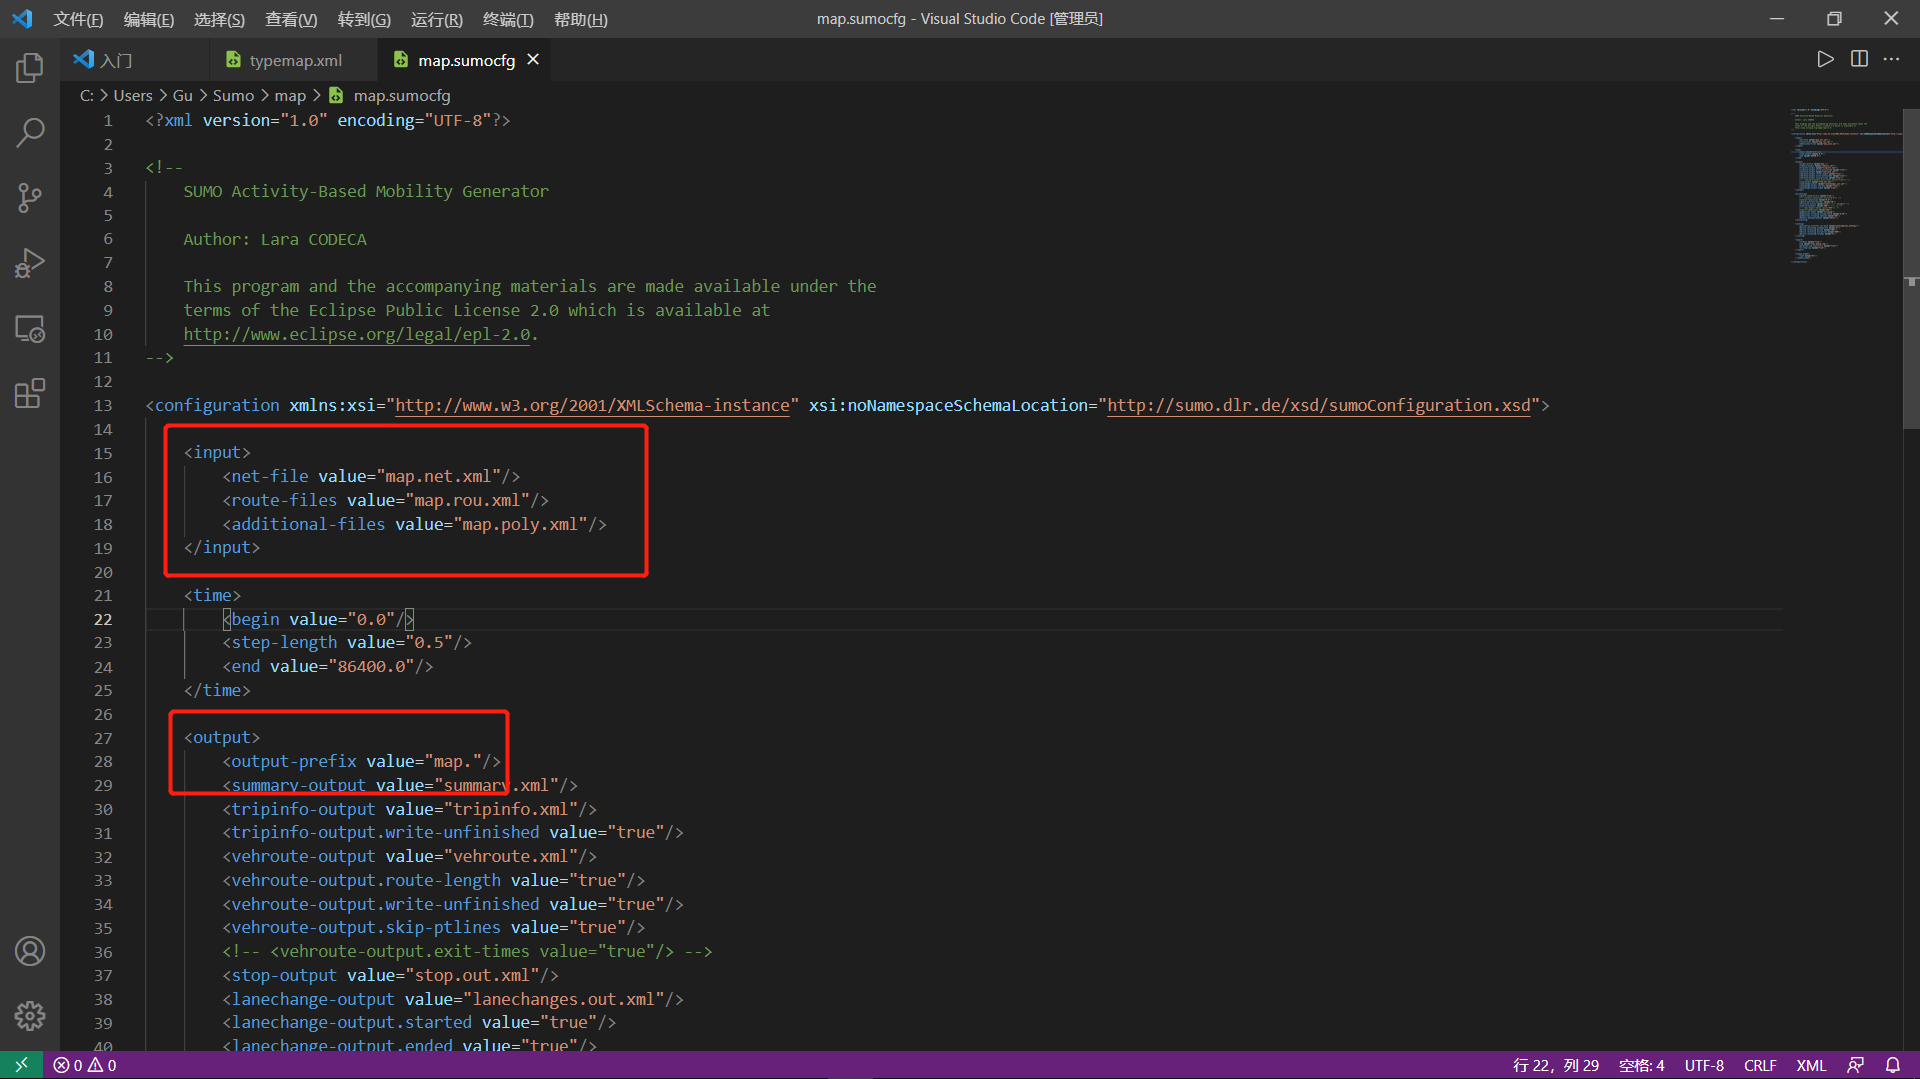 文件(F) 编辑(E) 选择(S) 查看(V) 转到(G) 运行(R) 终端(T) 帮助(H) map.sumocfg - Visual Studio Code [管理员]
入门 typemap.xml map.sumocfg
C: > Users > Gu > Sumo > map > map.sumocfg
1 <?xml version="1.0" encoding="UTF-8"?>
2
3 <!--
4 SUMO Activity-Based Mobility Generator
5
6 Author: Lara CODECA
7
8 This program and the accompanying materials are made available under the
9 terms of the Eclipse Public License 2.0 which is available at
10 http://www.eclipse.org/legal/epl-2.0.
11 -->
12
13 <configuration xmlns:xsi="http://www.w3.org/2001/XMLSchema-instance" xsi:noNamespaceSchemaLocation="http://sumo.dlr.de/xsd/sumoConfiguration.xsd">
14
15 <input>
16 <net-file value="map.net.xml"/>
17 <route-files value="map.rou.xml"/>
18 <additional-files value="map.poly.xml"/>
19 </input>
20
21 <time>
22 <begin value="0.0"/>
23 <step-length value="0.5"/>
24 <end value="86400.0"/>
25 </time>
26
27 <output>
28 <output-prefix value="map."/>
29 <summary-output value="summary.xml"/>
30 <tripinfo-output value="tripinfo.xml"/>
31 <tripinfo-output.write-unfinished value="true"/>
32 <vehroute-output value="vehroute.xml"/>
33 <vehroute-output.route-length value="true"/>
34 <vehroute-output.write-unfinished value="true"/>
35 <vehroute-output.skip-ptlines value="true"/>
36 <!-- <vehroute-output.exit-times value="true"/> -->
37 <stop-output value="stop.out.xml"/>
38 <lanechange-output value="lanechanges.out.xml"/>
39 <lanechange-output.started value="true"/>
40 <lanechange-output.ended value="true"/>
0 0 行 22，列 29 空格: 4 UTF-8 CRLF XML